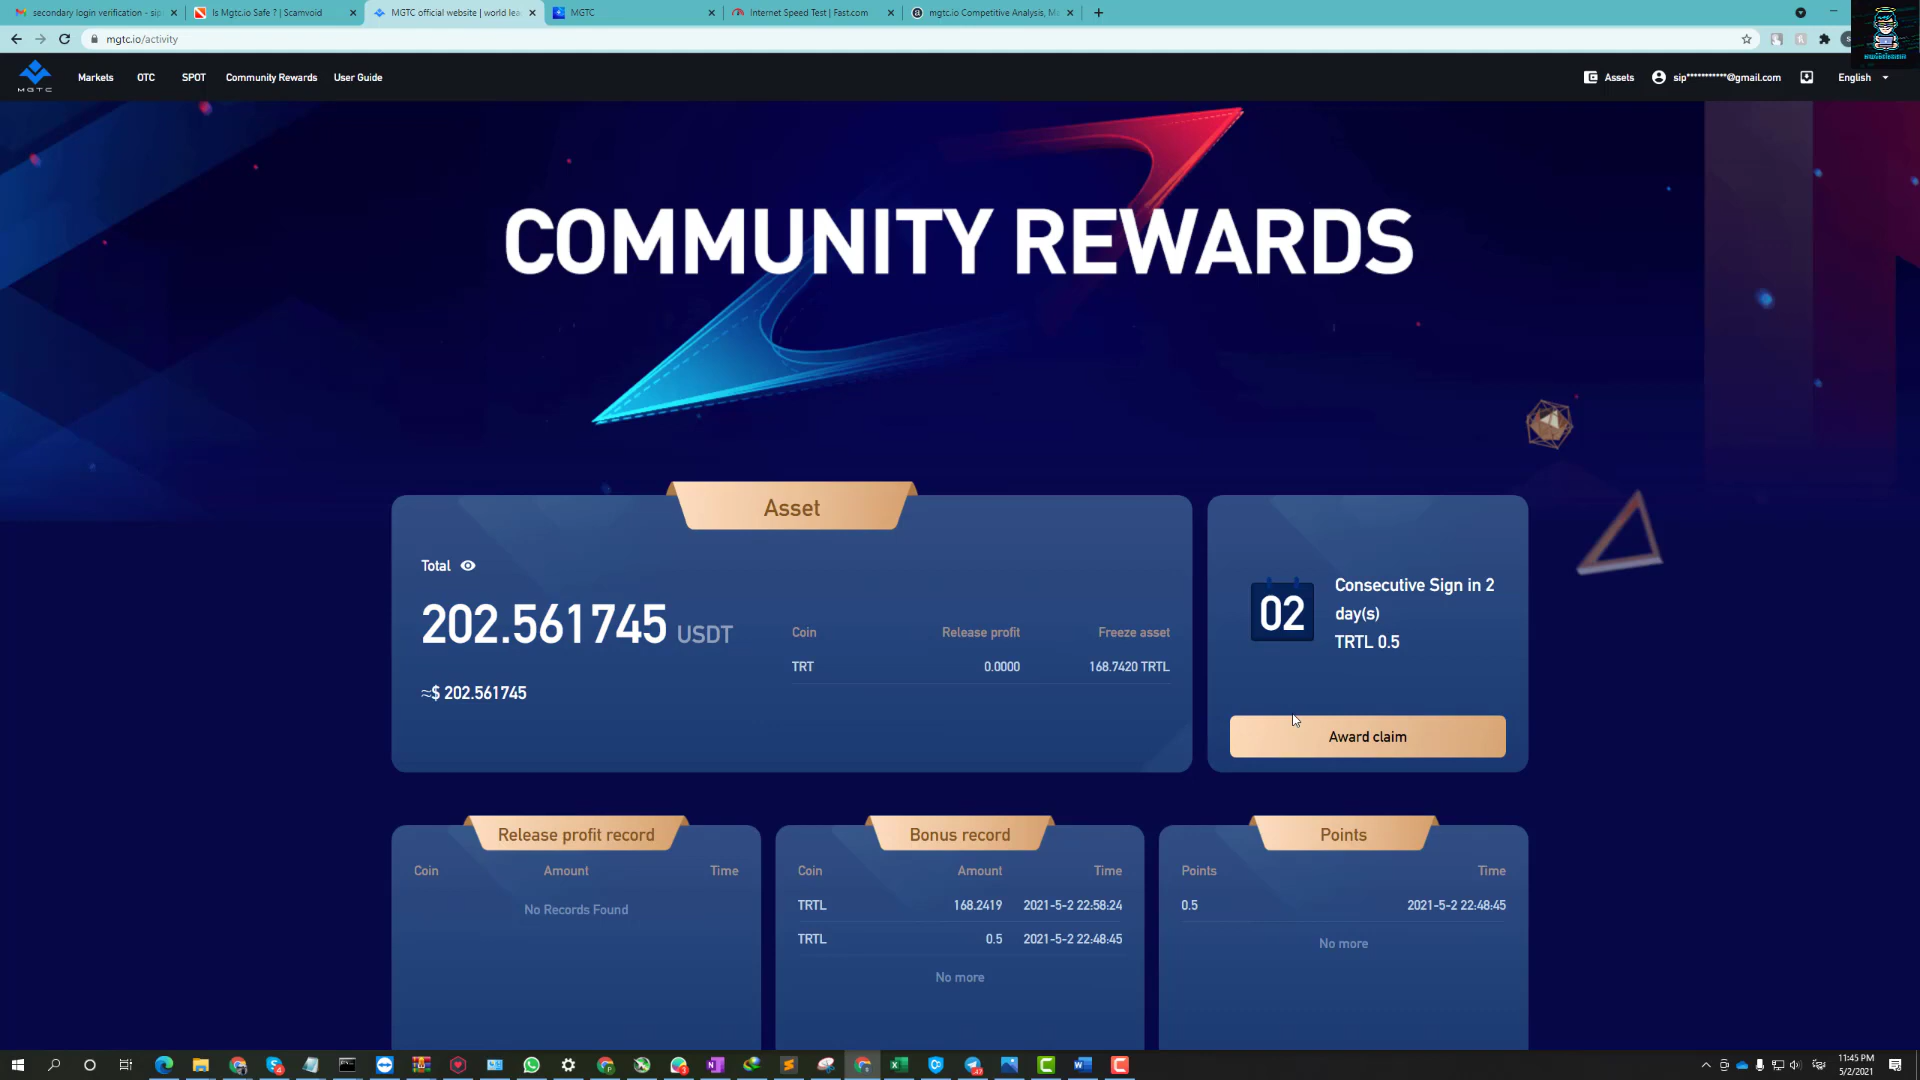 secondary login verification - sip
Is Mgtc.io Safe ? | Scamvoid
MGTC official website | world lea
MGTC
Internet Speed Test | Fast.com
mgtc.io Competitive Analysis, Ma
mgtc.io/activity
MGTC
Markets
OTC
SPOT
Community Rewards
User Guide
Assets
sip***********@gmail.com
English
COMMUNITY REWARDS
Asset
Total
202.561745 USDT
≈$ 202.561745
Coin Release profit Freeze asset
TRT 0.0000 168.7420 TRTL
02
Consecutive Sign in 2
day(s)
TRTL 0.5
Award claim
Release profit record
Coin Amount Time
No Records Found
Bonus record
Coin Amount Time
TRTL 168.2419 2021-5-2 22:58:24
TRTL 0.5 2021-5-2 22:48:45
No more
Points
Points Time
0.5 2021-5-2 22:48:45
No more
11:45 PM
5/2/2021